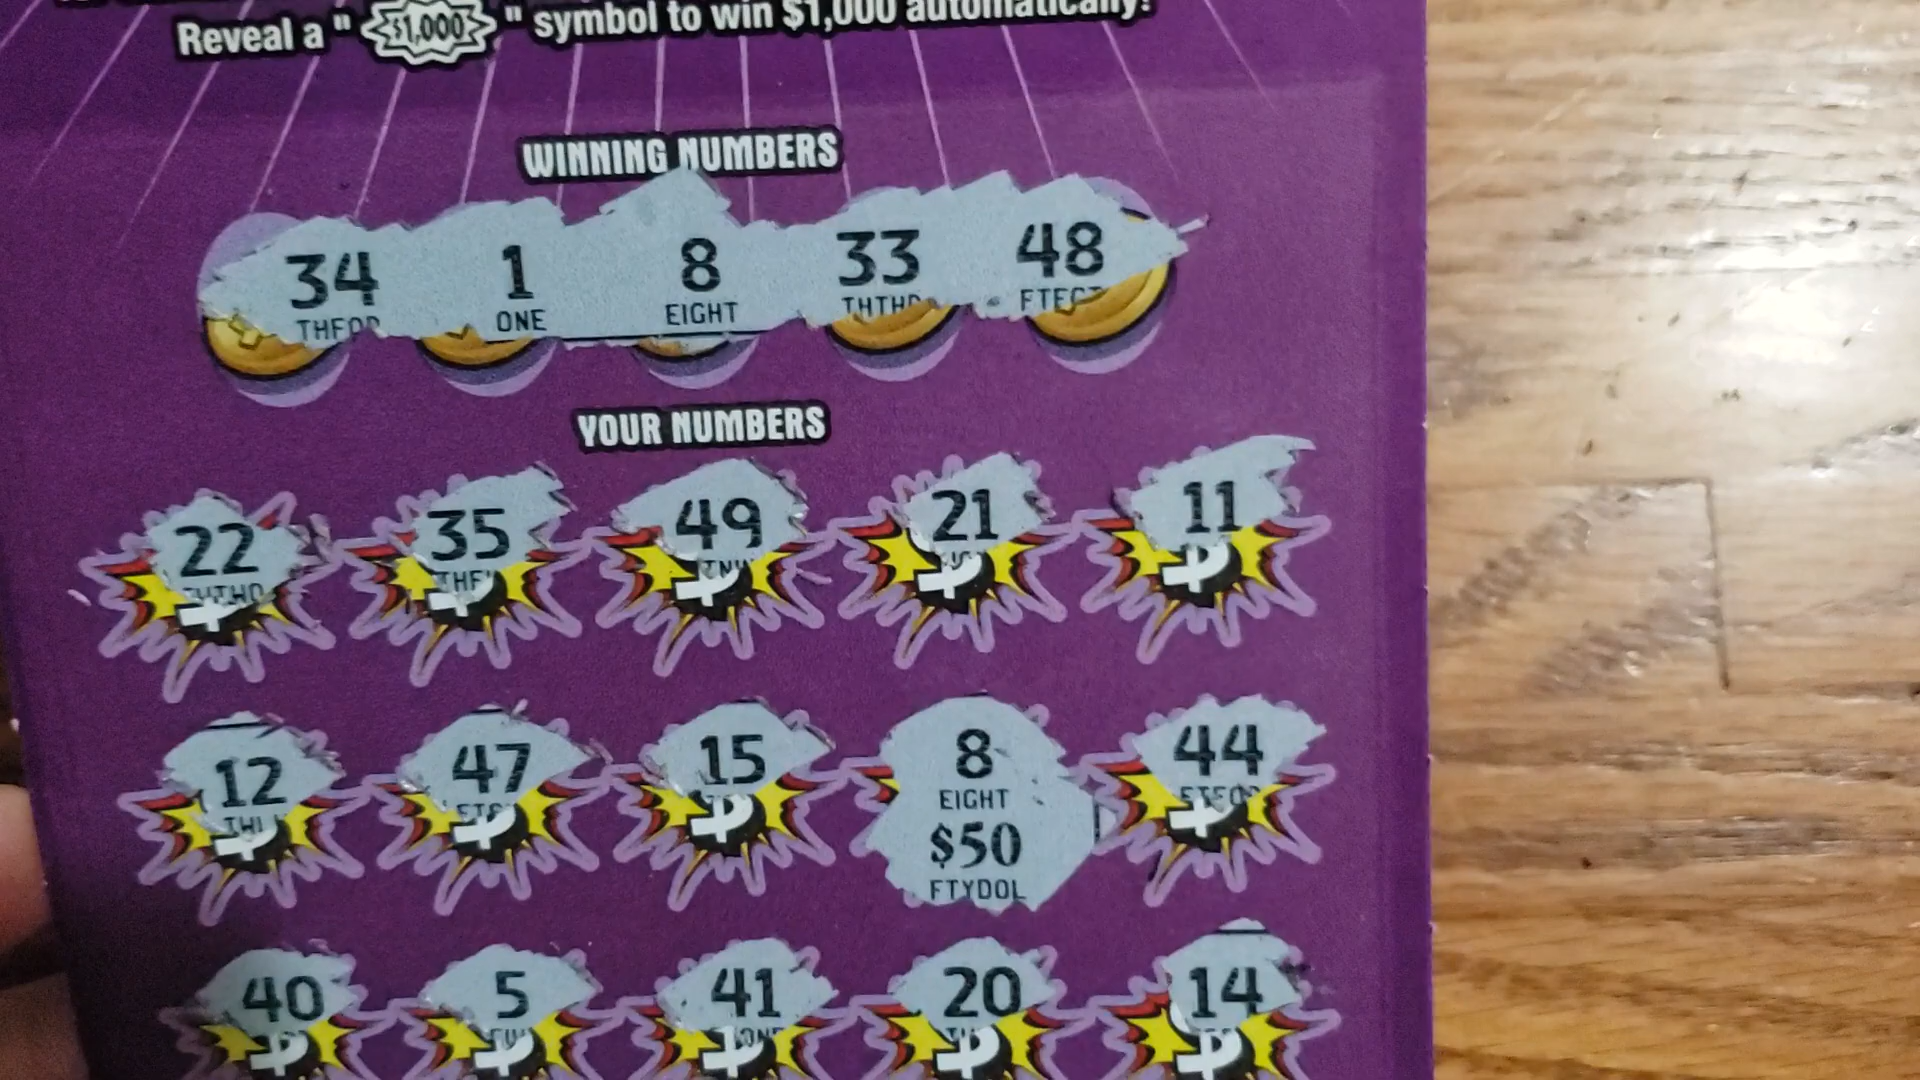 Reveal a " $1,000 " symbol to win $1,000 automatically!
WINNING NUMBERS
34 1 8 33 48
ONE EIGHT
YOUR NUMBERS
22 35 49 21 11
12 47 15 8 44
EIGHT
$50
FTYDOL
40 5 41 20 14